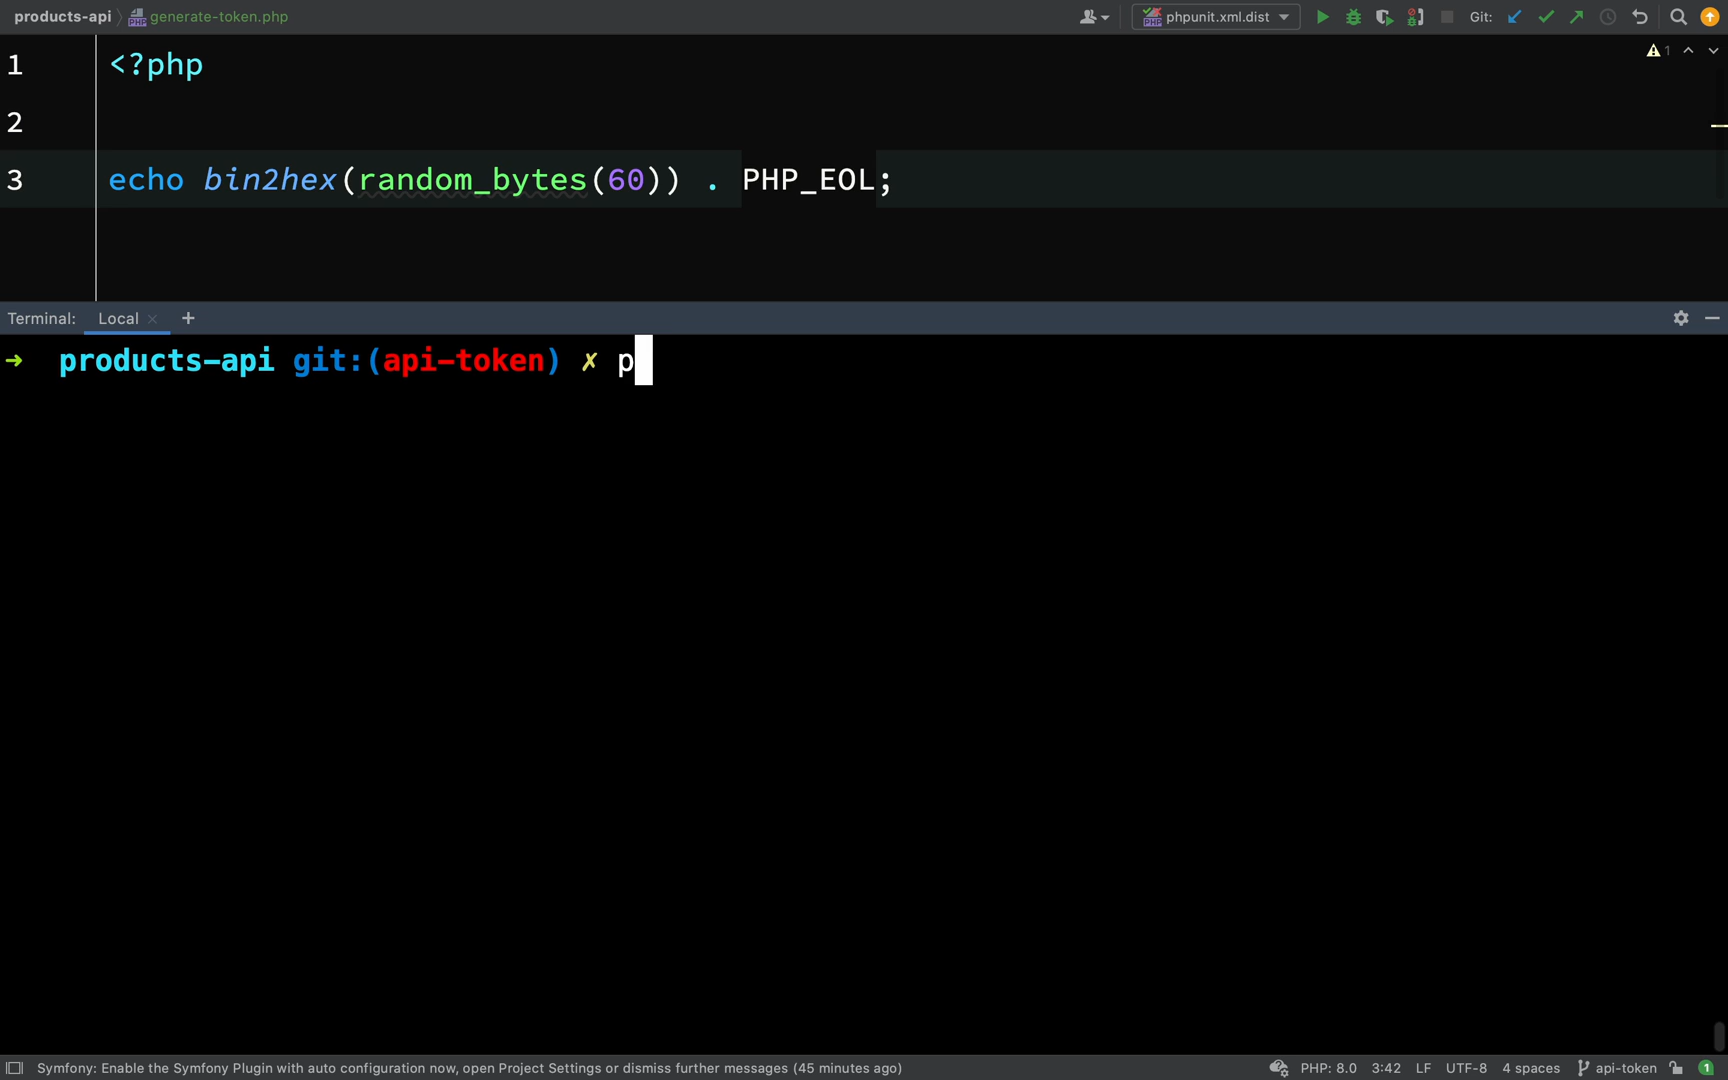 products-api generate-token.php phpunit.xml.dist Git:
1 <?php 1
2
3 echo bin2hex(random_bytes(60)) . PHP_EOL;
Terminal: Local +
→ products-api git:(api-token) ✗ p
Symfony: Enable the Symfony Plugin with auto configuration now, open Project Settings or dismiss further messages (45 minutes ago) PHP: 8.0 3:42 LF UTF-8 4 spaces api-token 1